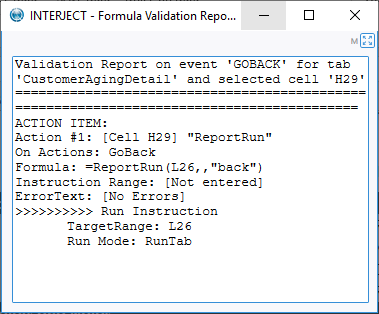 INTERJECT - Formula Validation Repo...
M
Validation Report on event 'GOBACK' for tab
'CustomerAgingDetail' and selected cell 'H29'
=============================================
============================================
ACTION ITEM:
Action #1: [Cell H29] "ReportRun"
On Actions: GoBack
Formula: =ReportRun(L26,,"back")
Instruction Range: [Not entered]
ErrorText: [No Errors]
>>>>>>>>>> Run Instruction
TargetRange: L26
Run Mode: RunTab